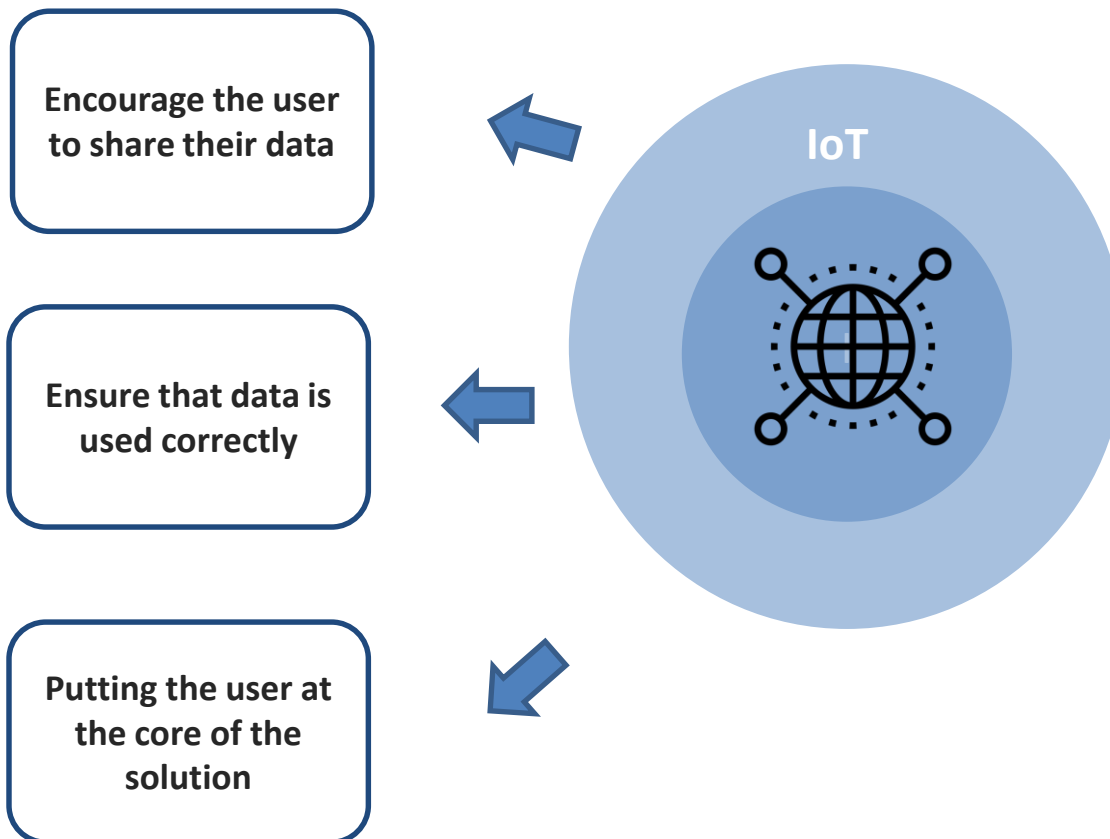 Encourage the user
to share their data
IoT
Ensure that data is
used correctly
Putting the user at
the core of the
solution